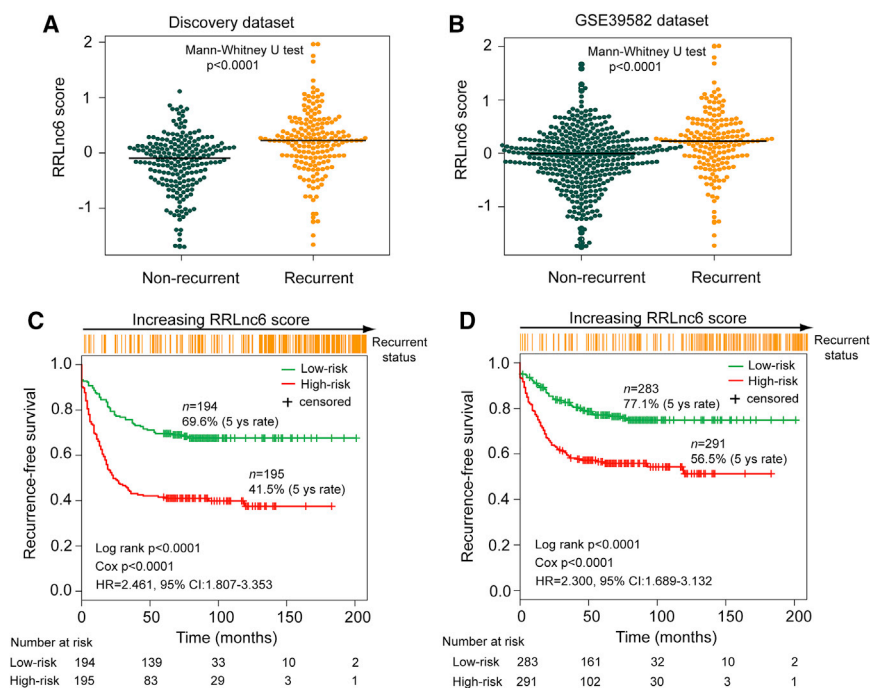 A
Discovery dataset
Mann-Whitney U test
p<0.0001
RRLnc6 score
2
1
0
-1
Non-recurrent
Recurrent
B
GSE39582 dataset
Mann-Whitney U test
p<0.0001
RRLnc6 score
2
1
0
-1
Non-recurrent
Recurrent
C
Increasing RRLnc6 score
Recurrent
status
Recurrence-free survival
1.0
0.8
0.6
0.4
0.2
0.0
Low-risk
High-risk
+ censored
n=194
69.6% (5 ys rate)
n=195
41.5% (5 ys rate)
Log rank p<0.0001
Cox p<0.0001
HR=2.461, 95% CI:1.807-3.353
0 50 100 150 200
Time (months)
Number at risk
Low-risk 194 139 33 10 2
High-risk 195 83 29 3 1
D
Increasing RRLnc6 score
Recurrent
status
Recurrence-free survival
1.0
0.8
0.6
0.4
0.2
0.0
Low-risk
High-risk
+ censored
n=283
77.1% (5 ys rate)
n=291
56.5% (5 ys rate)
Log rank p<0.0001
Cox p<0.0001
HR=2.300, 95% CI:1.689-3.132
0 50 100 150 200
Time (months)
Number at risk
Low-risk 283 161 32 10 2
High-risk 291 102 30 3 1